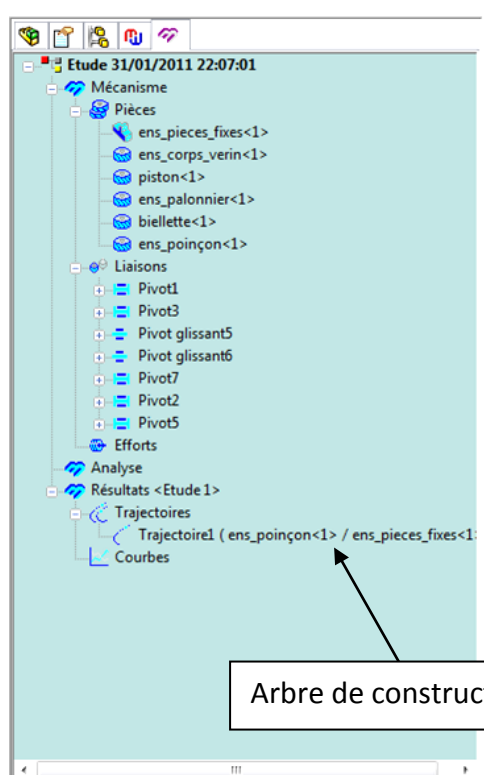 Etude 31/01/2011 22:07:01
Mécanisme
Pièces
ens_pieces_fixes<1>
ens_corps_verin<1>
piston<1>
ens_palonnier<1>
biellette<1>
ens_poinçon<1>
Liaisons
Pivot1
Pivot3
Pivot glissant5
Pivot glissant6
Pivot7
Pivot2
Pivot5
Efforts
Analyse
Résultats <Etude 1>
Trajectoires
Trajectoire1 ( ens_poinçon<1> / ens_pieces_fixes<1
Courbes
Arbre de construc